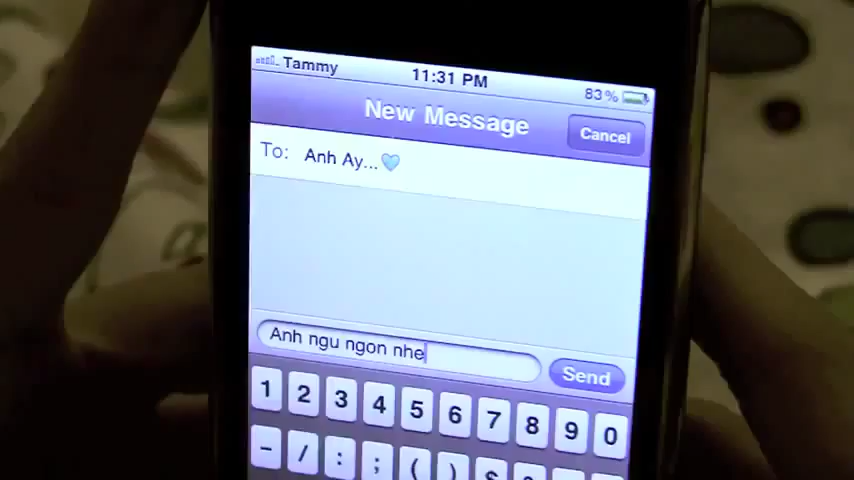 Tammy 11:31 PM 83%
New Message Cancel
To: Anh Ay...💙
Anh ngu ngon nhe
Send
1 2 3 4 5 6 7 8 9 0
- / : ; ( )